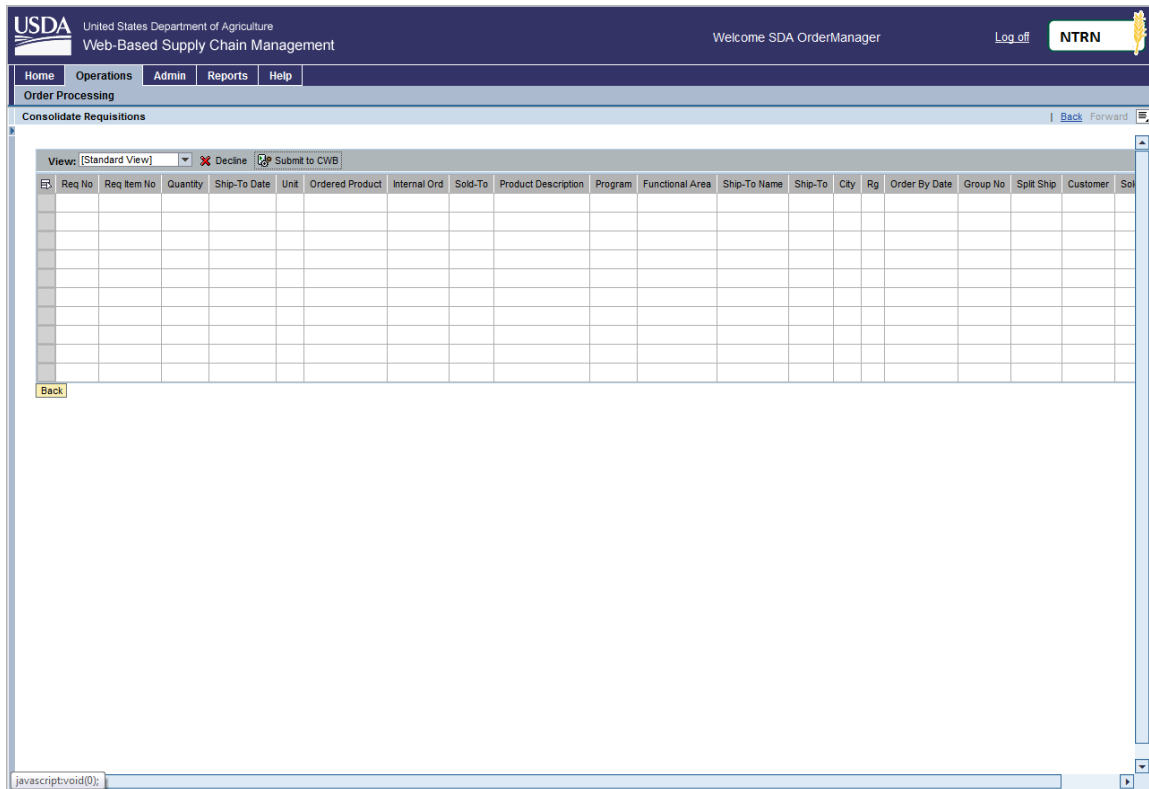 USDA United States Department of Agriculture
Web-Based Supply Chain Management
Welcome SDA OrderManager
Log off
NTRN
Home Operations Admin Reports Help
Order Processing
Consolidate Requisitions
| Back Forward
View: [Standard View] Decline Submit to CWB
Req No Req Item No Quantity Ship-To Date Unit Ordered Product Internal Ord Sold-To Product Description Program Functional Area Ship-To Name Ship-To City Rg Order By Date Group No Split Ship Customer Sol
Back
javascript:void(0);